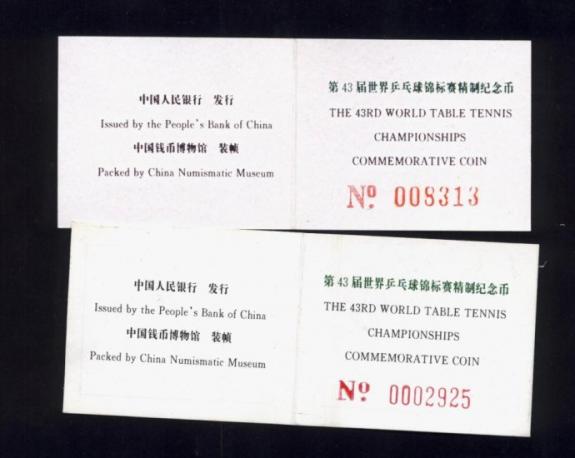 中国人民银行 发行
Issued by the People's Bank of China
中国钱币博物馆 装帧
Packed by China Numismatic Museum
第43届世界乒乓球锦标赛精制纪念币
THE 43RD WORLD TABLE TENNIS
CHAMPIONSHIPS
COMMEMORATIVE COIN
No. 008313
中国人民银行 发行
Issued by the People's Bank of China
中国钱币博物馆 装帧
Packed by China Numismatic Museum
第43届世界乒乓球锦标赛精制纪念币
THE 43RD WORLD TABLE TENNIS
CHAMPIONSHIPS
COMMEMORATIVE COIN
No. 0002925